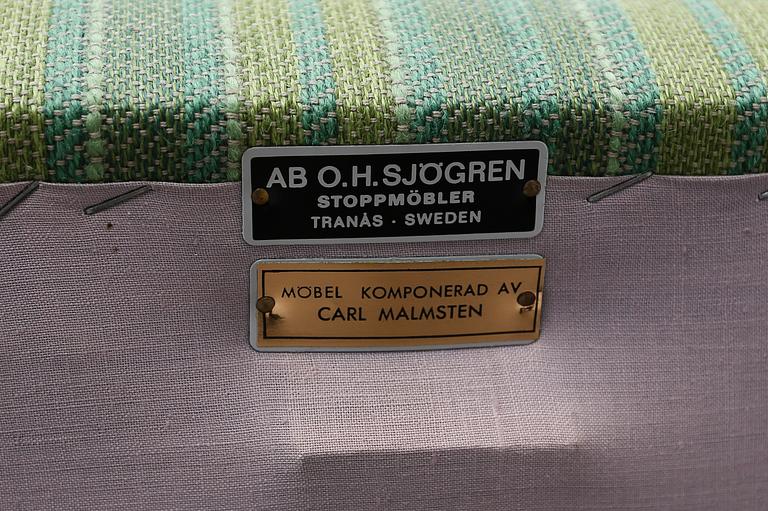 AB O.H. SJÖGREN
STOPPMÖBLER
TRANÅS · SWEDEN
MÖBEL KOMPONERAD AV
CARL MALMSTEN